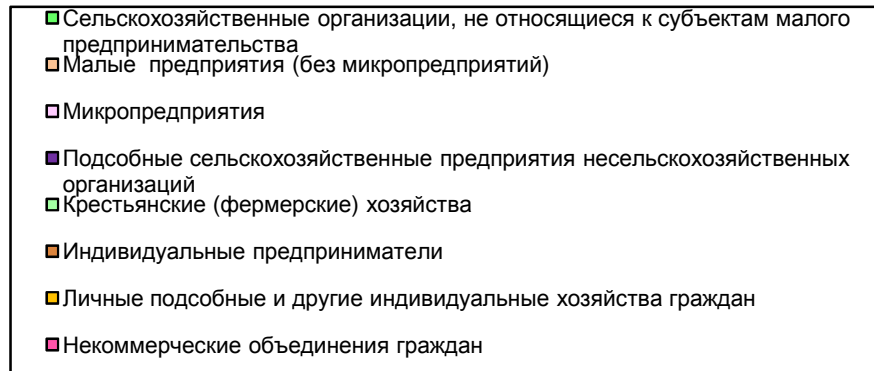 Сельскохозяйственные организации, не относящиеся к субъектам малого
предпринимательства
Малые предприятия (без микропредприятий)
Микропредприятия
Подсобные сельскохозяйственные предприятия несельскохозяйственных
организаций
Крестьянские (фермерские) хозяйства
Индивидуальные предприниматели
Личные подсобные и другие индивидуальные хозяйства граждан
Некоммерческие объединения граждан